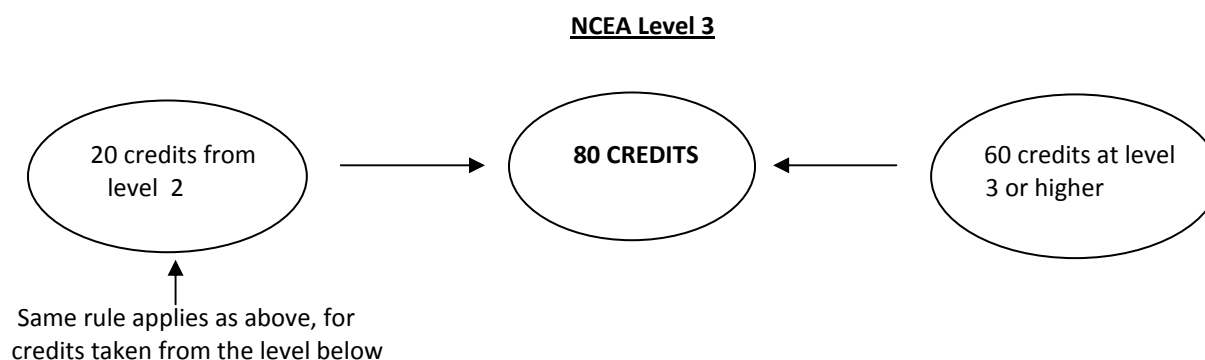 NCEA Level 3
20 credits from
level 2
80 CREDITS
60 credits at level
3 or higher
Same rule applies as above, for
credits taken from the level below